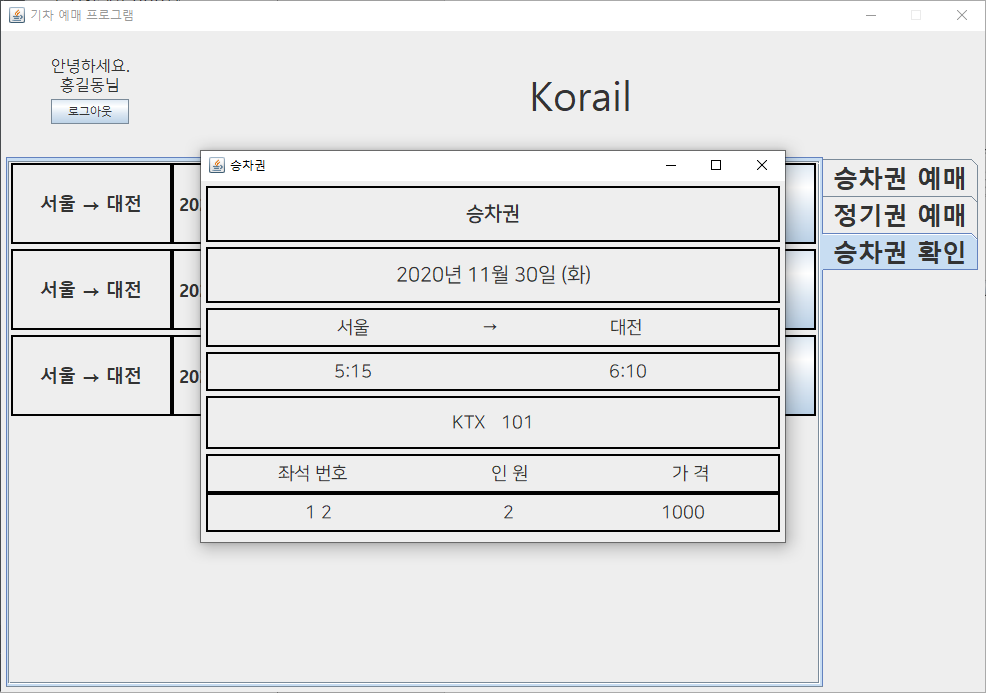 기차 예매 프로그램
안녕하세요.
홍길동님
로그아웃
Korail
승차권 예매
정기권 예매
승차권 확인
서울 → 대전 20
서울 → 대전 20
서울 → 대전 20
승차권
승차권
2020년 11월 30일 (화)
서울 → 대전
5:15 6:10
KTX 101
좌석 번호 인 원 가 격
1 2 2 1000